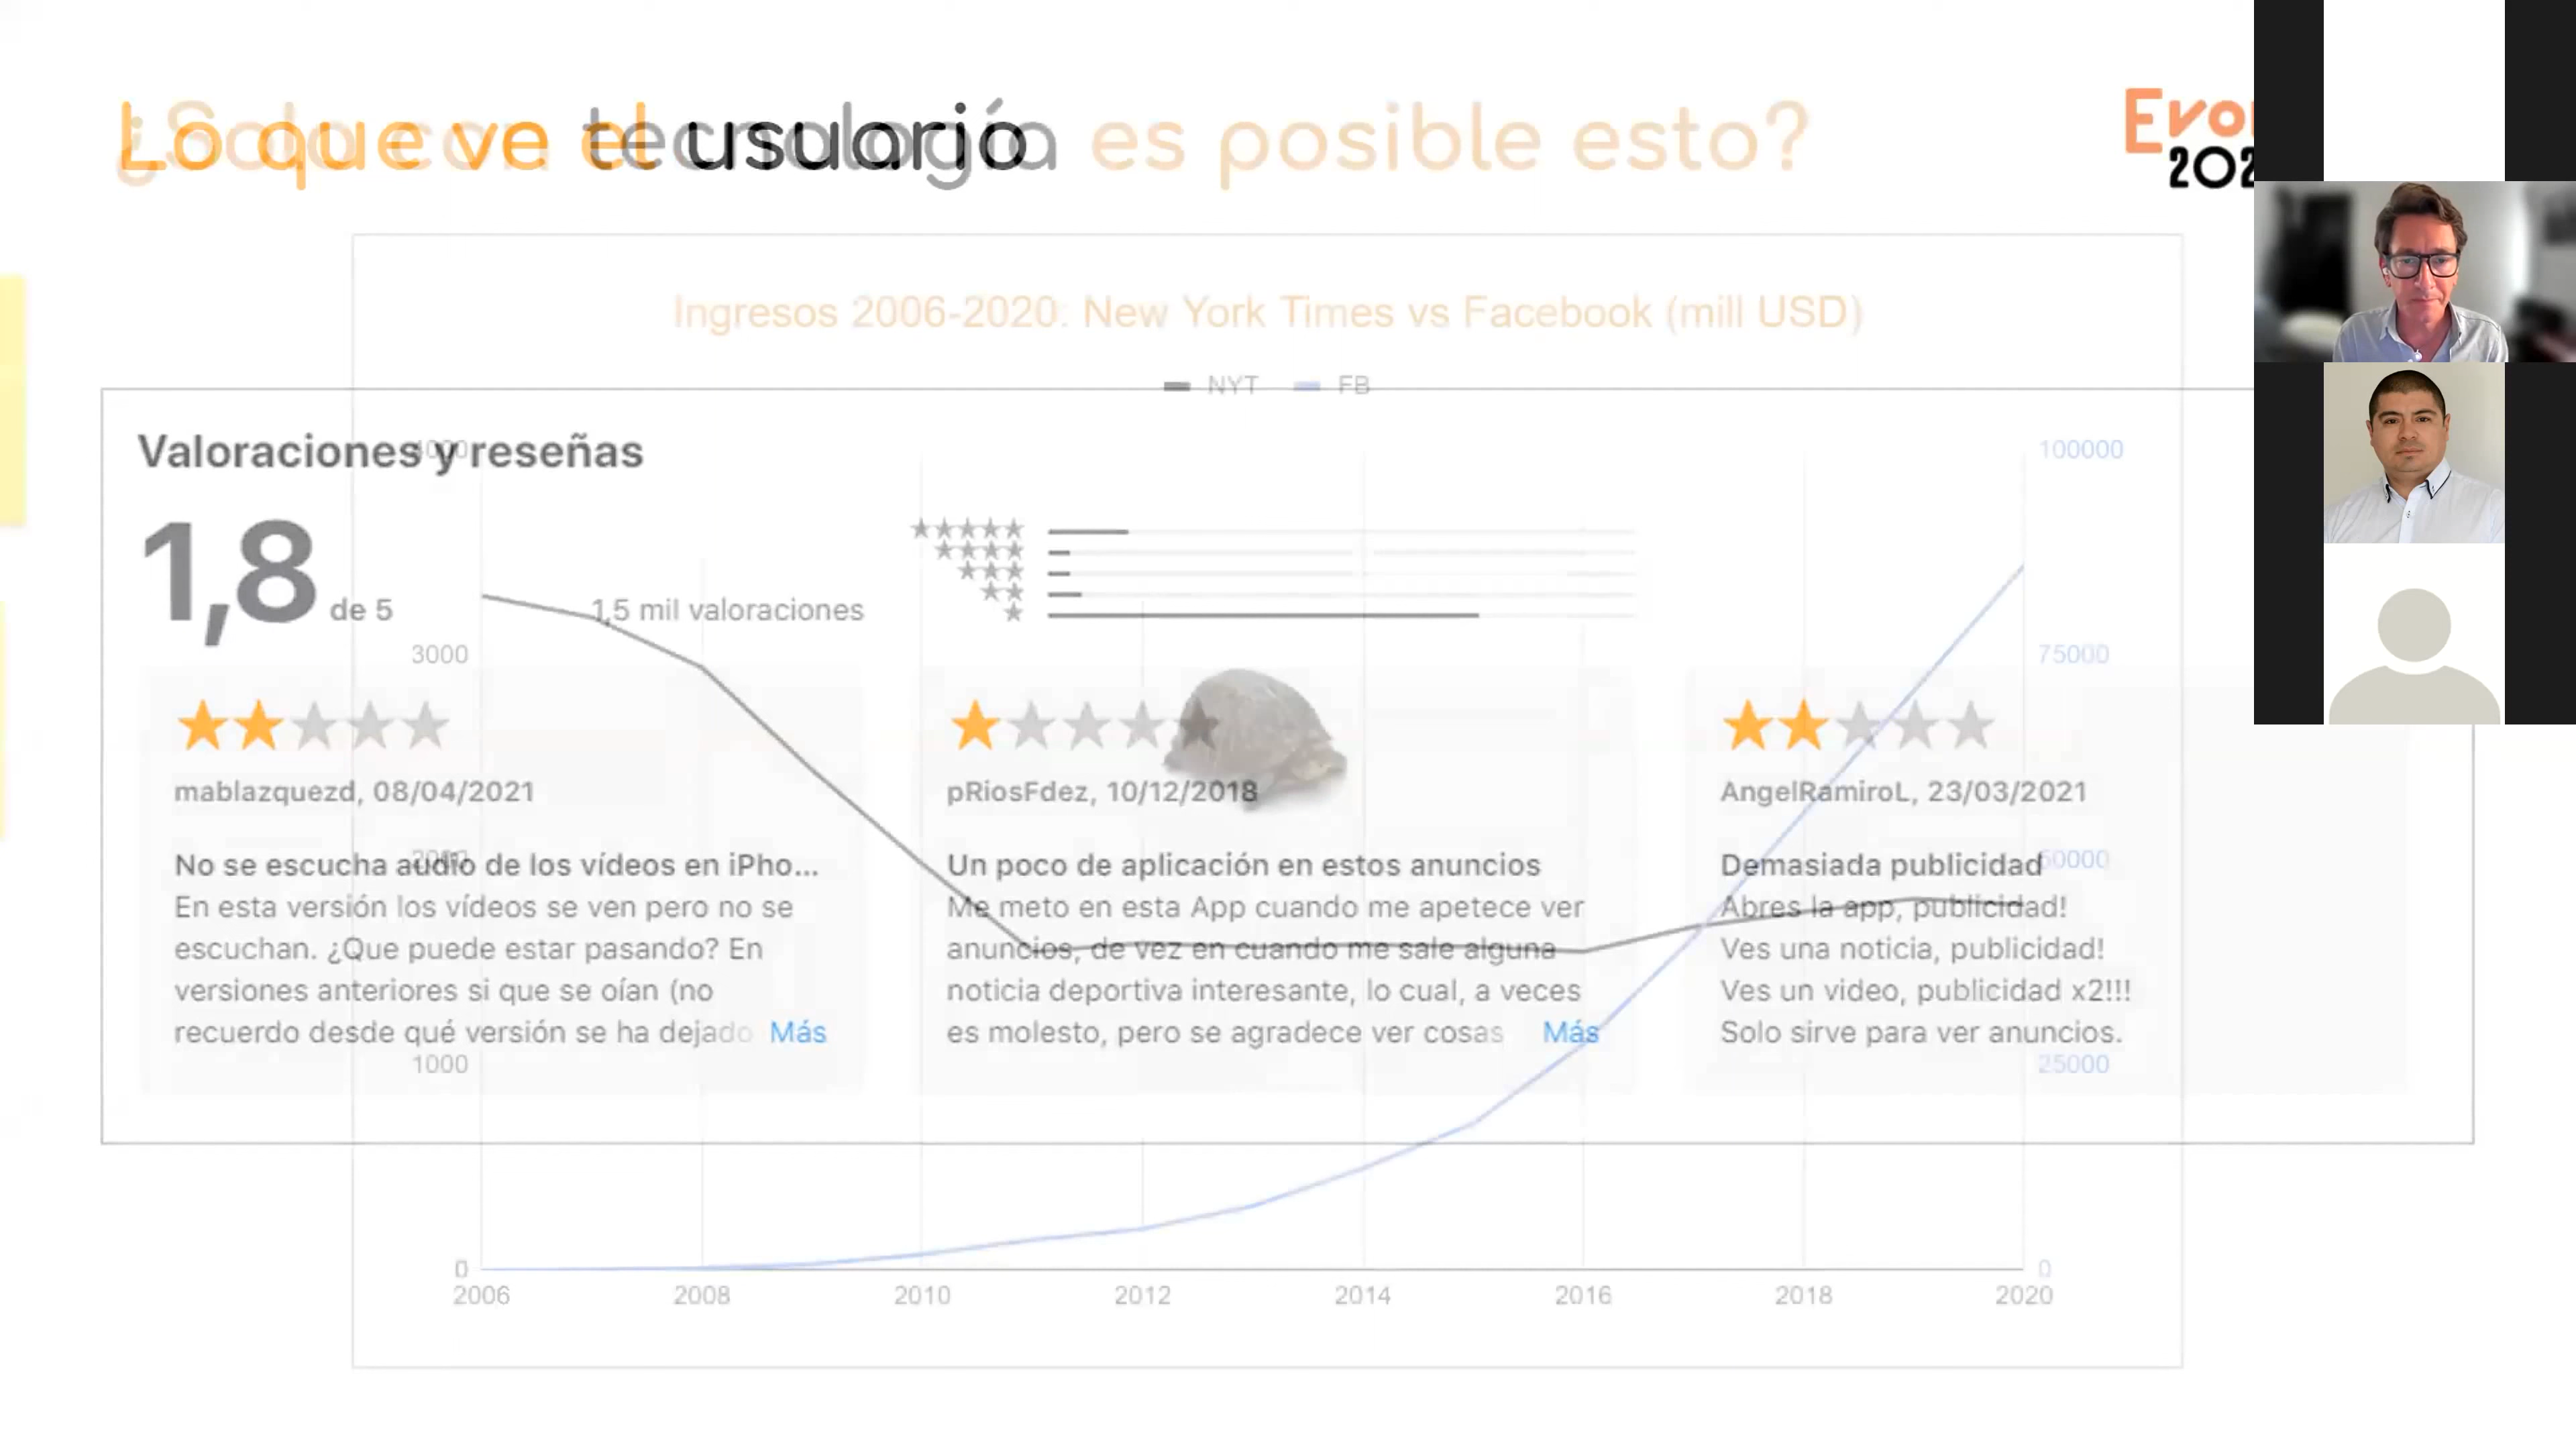 Lo que ve el usuario
¿Solo con tecnología es posible esto?
Evol
202
Ingresos 2006-2020: New York Times vs Facebook (mill USD)
NYT FB
Valoraciones y reseñas
1,8 de 5
1,5 mil valoraciones
mablazquezd, 08/04/2021
No se escucha audio de los vídeos en iPho...
En esta versión los vídeos se ven pero no se
escuchan. ¿Que puede estar pasando? En
versiones anteriores si que se oían (no
recuerdo desde qué versión se ha dejado Más
pRiosFdez, 10/12/2018
Un poco de aplicación en estos anuncios
Me meto en esta App cuando me apetece ver
anuncios, de vez en cuando me sale alguna
noticia deportiva interesante, lo cual, a veces
es molesto, pero se agradece ver cosas Más
AngelRamiroL, 23/03/2021
Demasiada publicidad
Abres la app, publicidad!
Ves una noticia, publicidad!
Ves un video, publicidad x2!!!
Solo sirve para ver anuncios.
4000
3000
2000
1000
0
100000
75000
50000
25000
0
2006 2008 2010 2012 2014 2016 2018 2020